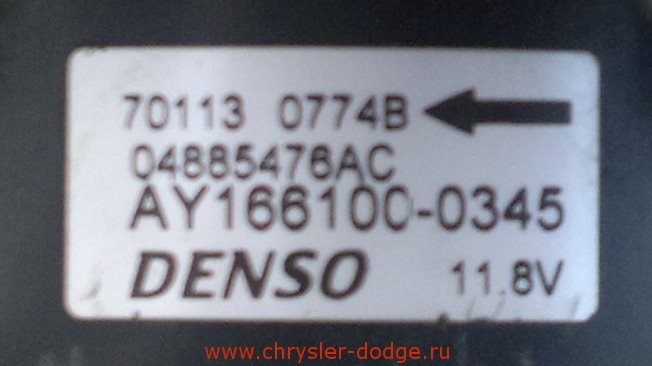 70113 0774B
04885476AC
AY166100-0345
DENSO 11.8V
www.chrysler-dodge.ru